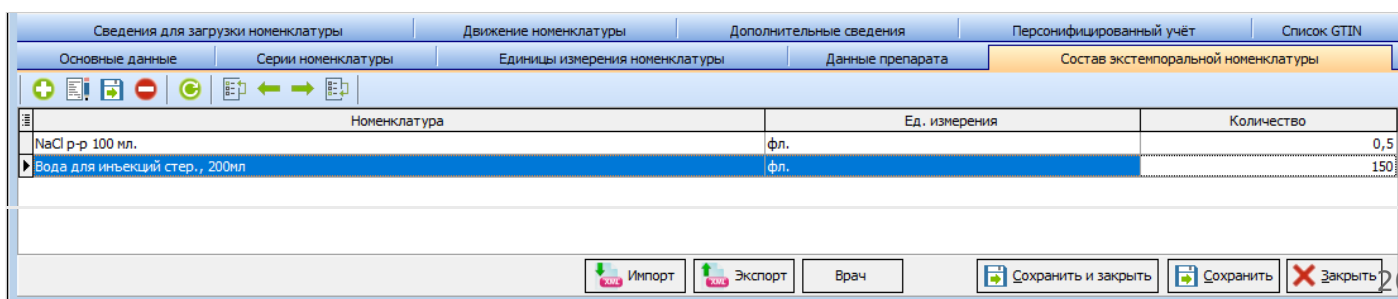 Сведения для загрузки номенклатуры Движение номенклатуры Дополнительные сведения Персонифицированный учёт Список GTIN
Основные данные Серии номенклатуры Единицы измерения номенклатуры Данные препарата Состав экстемпоральной номенклатуры
Номенклатура Ед. измерения Количество
NaCl р-р 100 мл. фл. 0,5
Вода для инъекций стер., 200мл фл. 150
Импорт Экспорт Врач Сохранить и закрыть Сохранить Закрыть